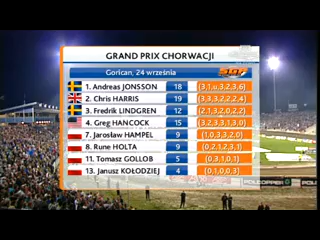 GRAND PRIX CHORWACJI
Gorican, 24 września
SGP
1. Andreas JONSSON 18 (3,1,u,3,2,3,6)
2. Chris HARRIS 19 (3,3,3,2,2,2,4)
3. Fredrik LINDGREN 12 (2,1,3,2,0,2,2)
4. Greg HANCOCK 15 (3,2,3,3,1,3,0)
7. Jarosław HAMPEL 9 (1,0,3,3,2,0)
8. Rune HOLTA 9 (0,2,1,2,3,1)
11. Tomasz GOLLOB 5 (0,3,1,0,1)
13. Janusz KOŁODZIEJ 4 (0,1,0,0,3)